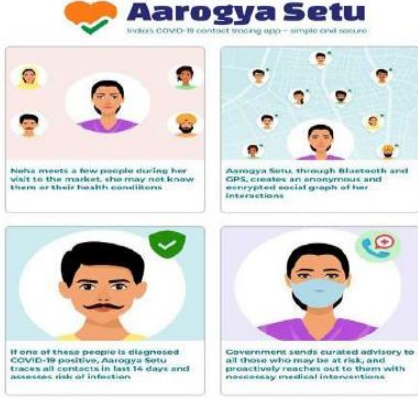 Aarogya Setu
India's COVID-19 contact tracing app – simple and secure
Neha meets a few people during her
visit to the market, she may not know
them or their health conditions
Aarogya Setu, through Bluetooth and
GPS, creates an anonymous and
encrypted social graph of her
interactions
If one of these people is diagnosed
COVID-19 positive, Aarogya Setu
traces all contacts in last 14 days and
assesses risk of infection
Government sends curated advisory to
all those who may be at risk, and
proactively reaches out to them with
neccessay medical interventions